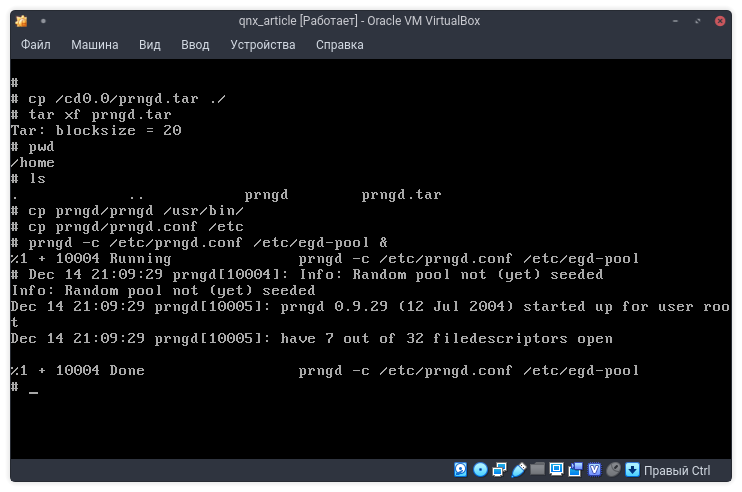 qnx_article [Работает] - Oracle VM VirtualBox
Файл Машина Вид Ввод Устройства Справка
#
# cp /cd0.0/prngd.tar ./
# tar xf prngd.tar
Tar: blocksize = 20
# pwd
/home
# ls
. .. prngd prngd.tar
# cp prngd/prngd /usr/bin/
# cp prngd/prngd.conf /etc
# prngd -c /etc/prngd.conf /etc/egd-pool &
%1 + 10004 Running prngd -c /etc/prngd.conf /etc/egd-pool
# Dec 14 21:09:29 prngd[10004]: Info: Random pool not (yet) seeded
Info: Random pool not (yet) seeded
Dec 14 21:09:29 prngd[10005]: prngd 0.9.29 (12 Jul 2004) started up for user roo
t
Dec 14 21:09:29 prngd[10005]: have 7 out of 32 filedescriptors open
%1 + 10004 Done prngd -c /etc/prngd.conf /etc/egd-pool
# _
Правый Ctrl